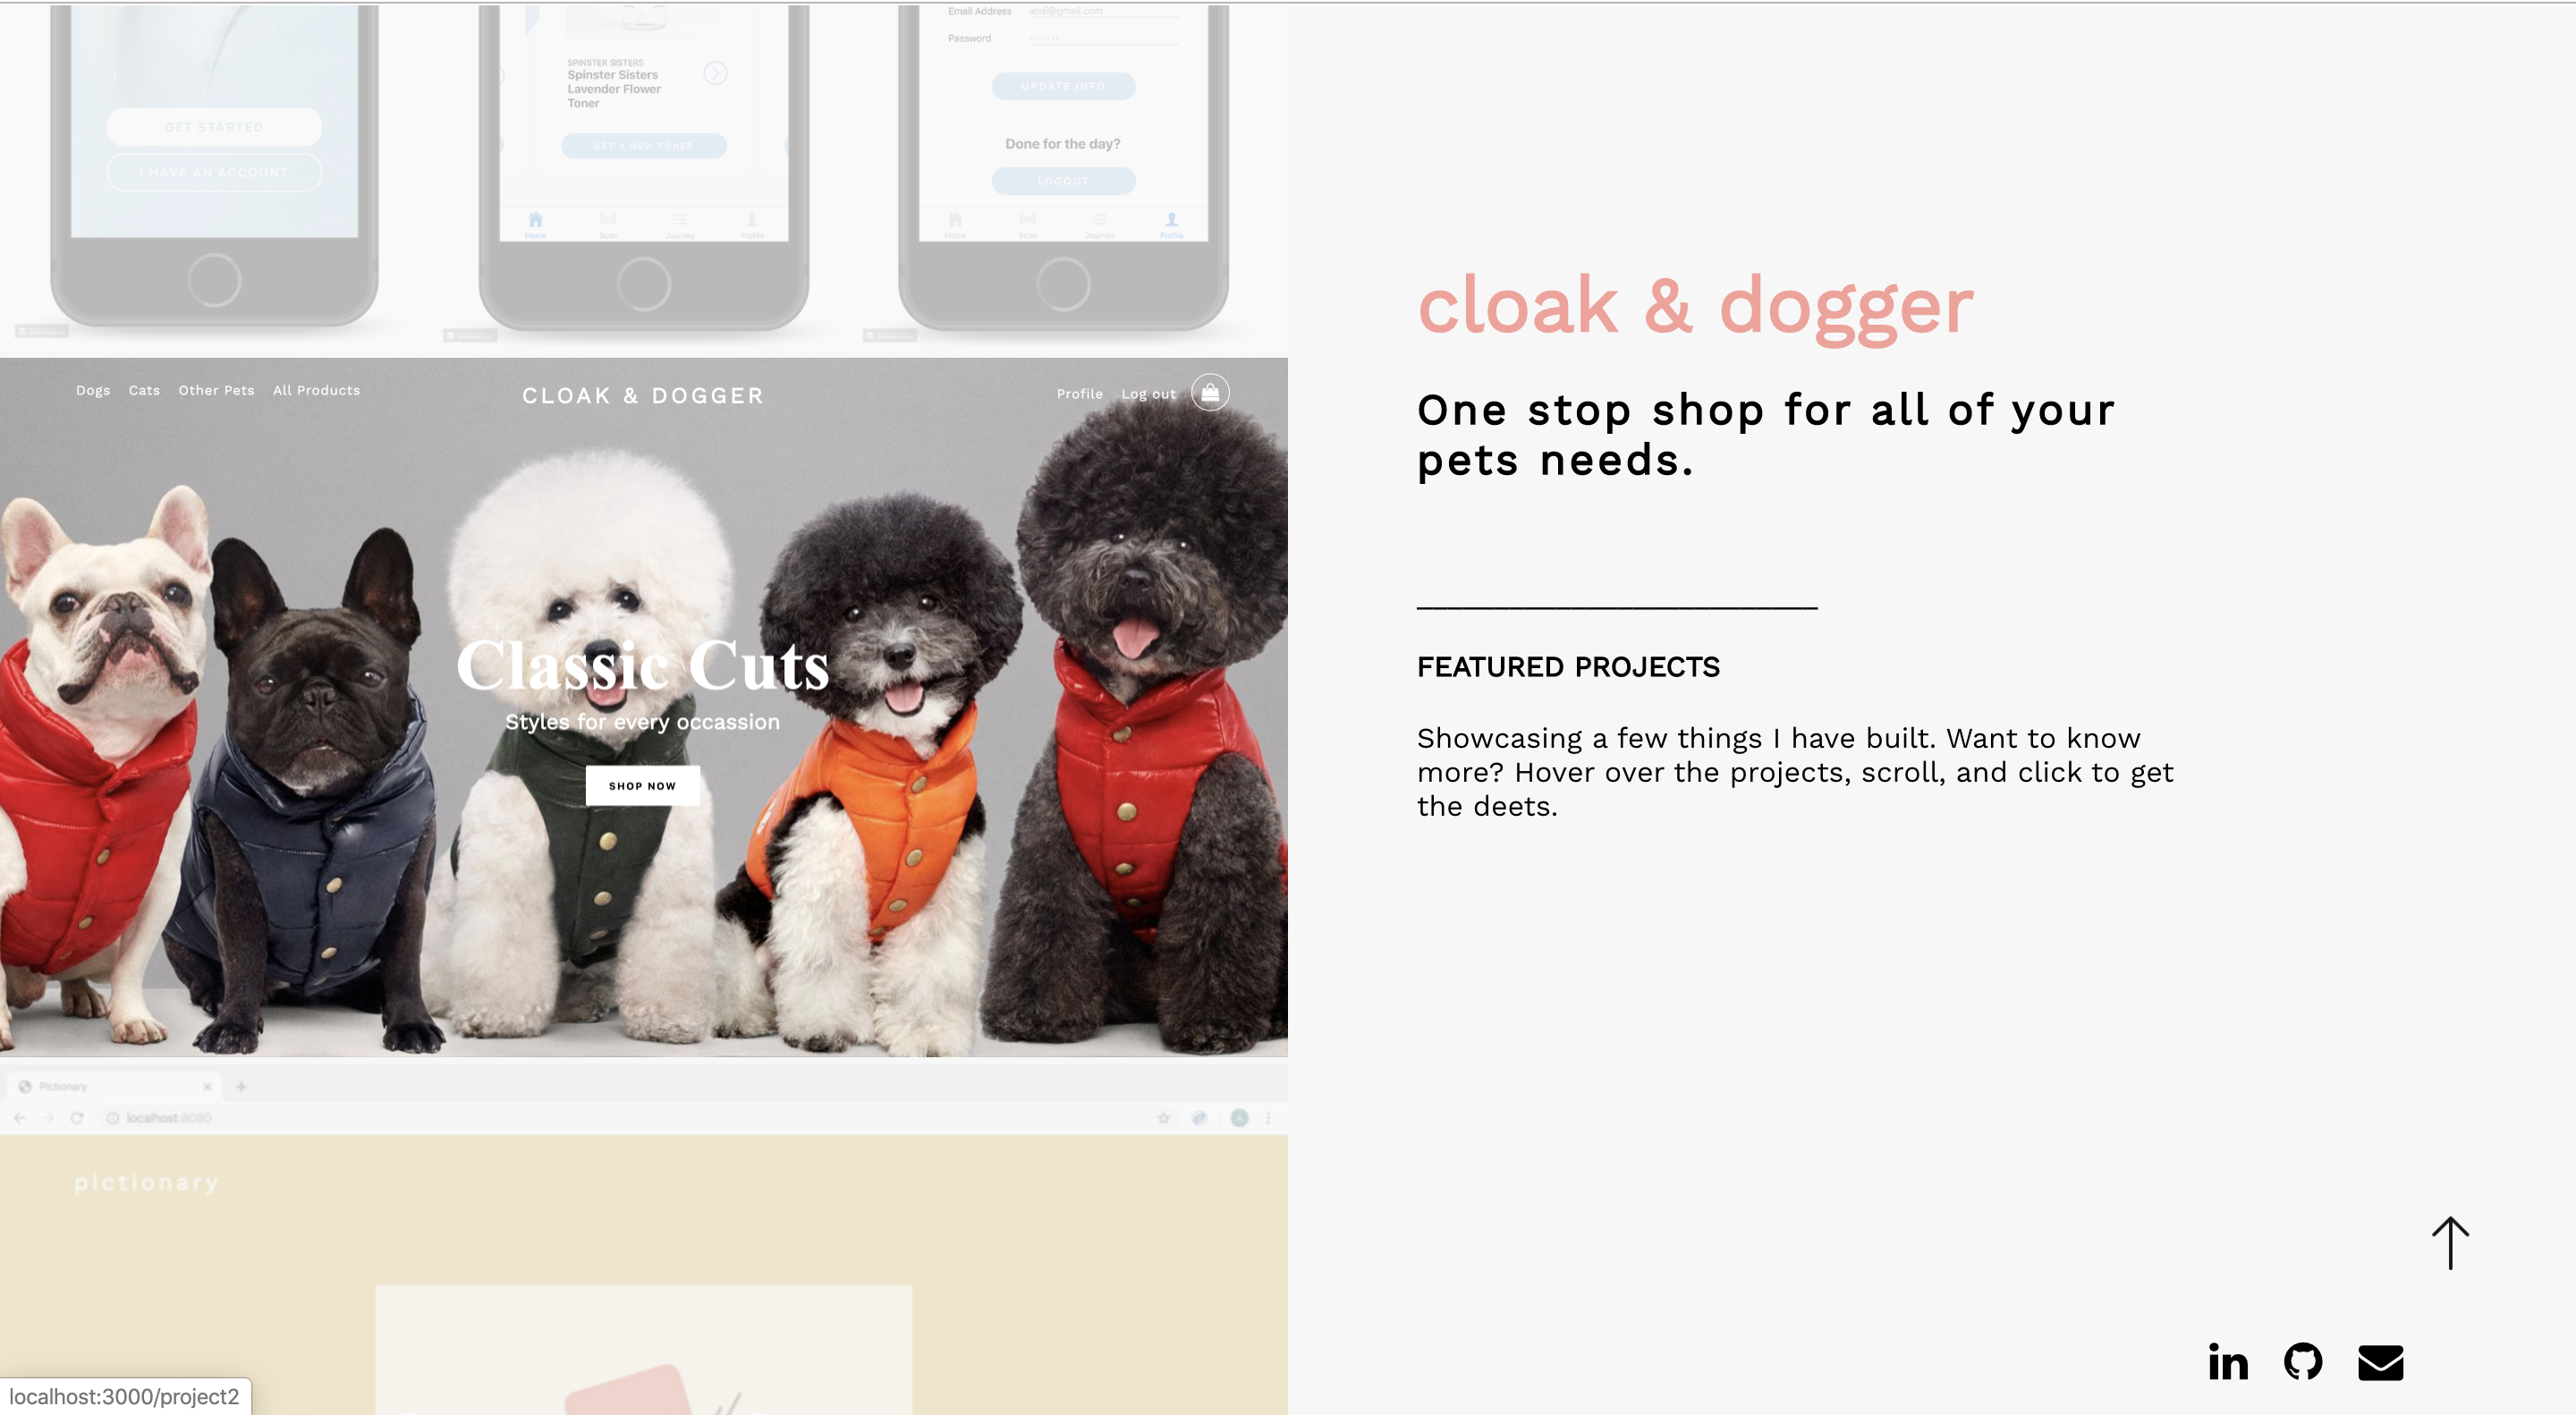 Email Address andi@gmail.com
Password .......
UPDATE INFO
Done for the day?
LOGOUT
SPINSTER SISTERS
Spinster Sisters
Lavender Flower
Toner
GET A NEW TONER
GET STARTED
I HAVE AN ACCOUNT
Home Scan Journey Profile
Home Scan Journey Profile
Dogs Cats Other Pets All Products
CLOAK & DOGGER
Profile Log out
Classic Cuts
Styles for every occassion
SHOP NOW
Pictionary
localhost:8080
pictionary
localhost:3000/project2
cloak & dogger
One stop shop for all of your
pets needs.
FEATURED PROJECTS
Showcasing a few things I have built. Want to know
more? Hover over the projects, scroll, and click to get
the deets.
in